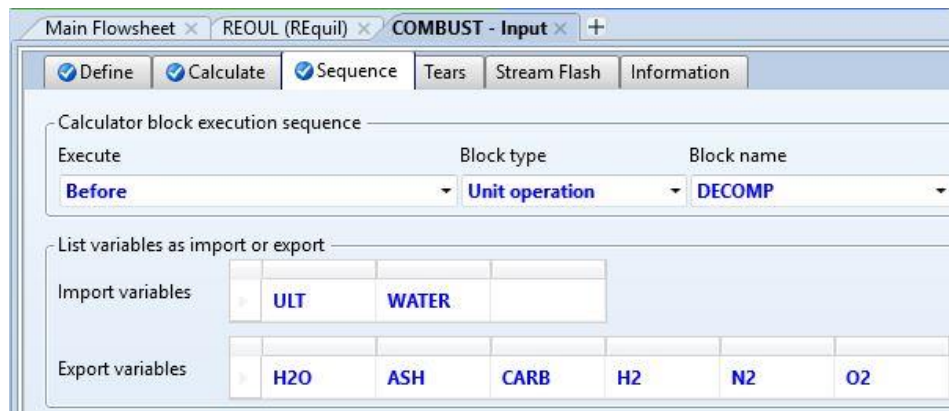 Main Flowsheet REOUL (REquil) COMBUST - Input +
Define Calculate Sequence Tears Stream Flash Information
Calculator block execution sequence
Execute Block type Block name
Before Unit operation DECOMP
List variables as import or export
Import variables ULT WATER
Export variables H2O ASH CARB H2 N2 O2